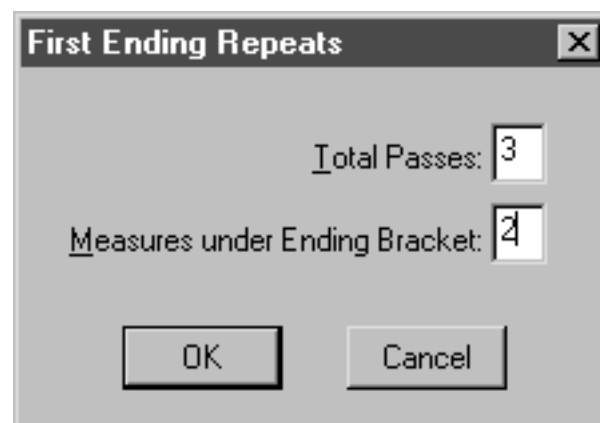 First Ending Repeats
Total Passes: 3
Measures under Ending Bracket: 2
OK Cancel